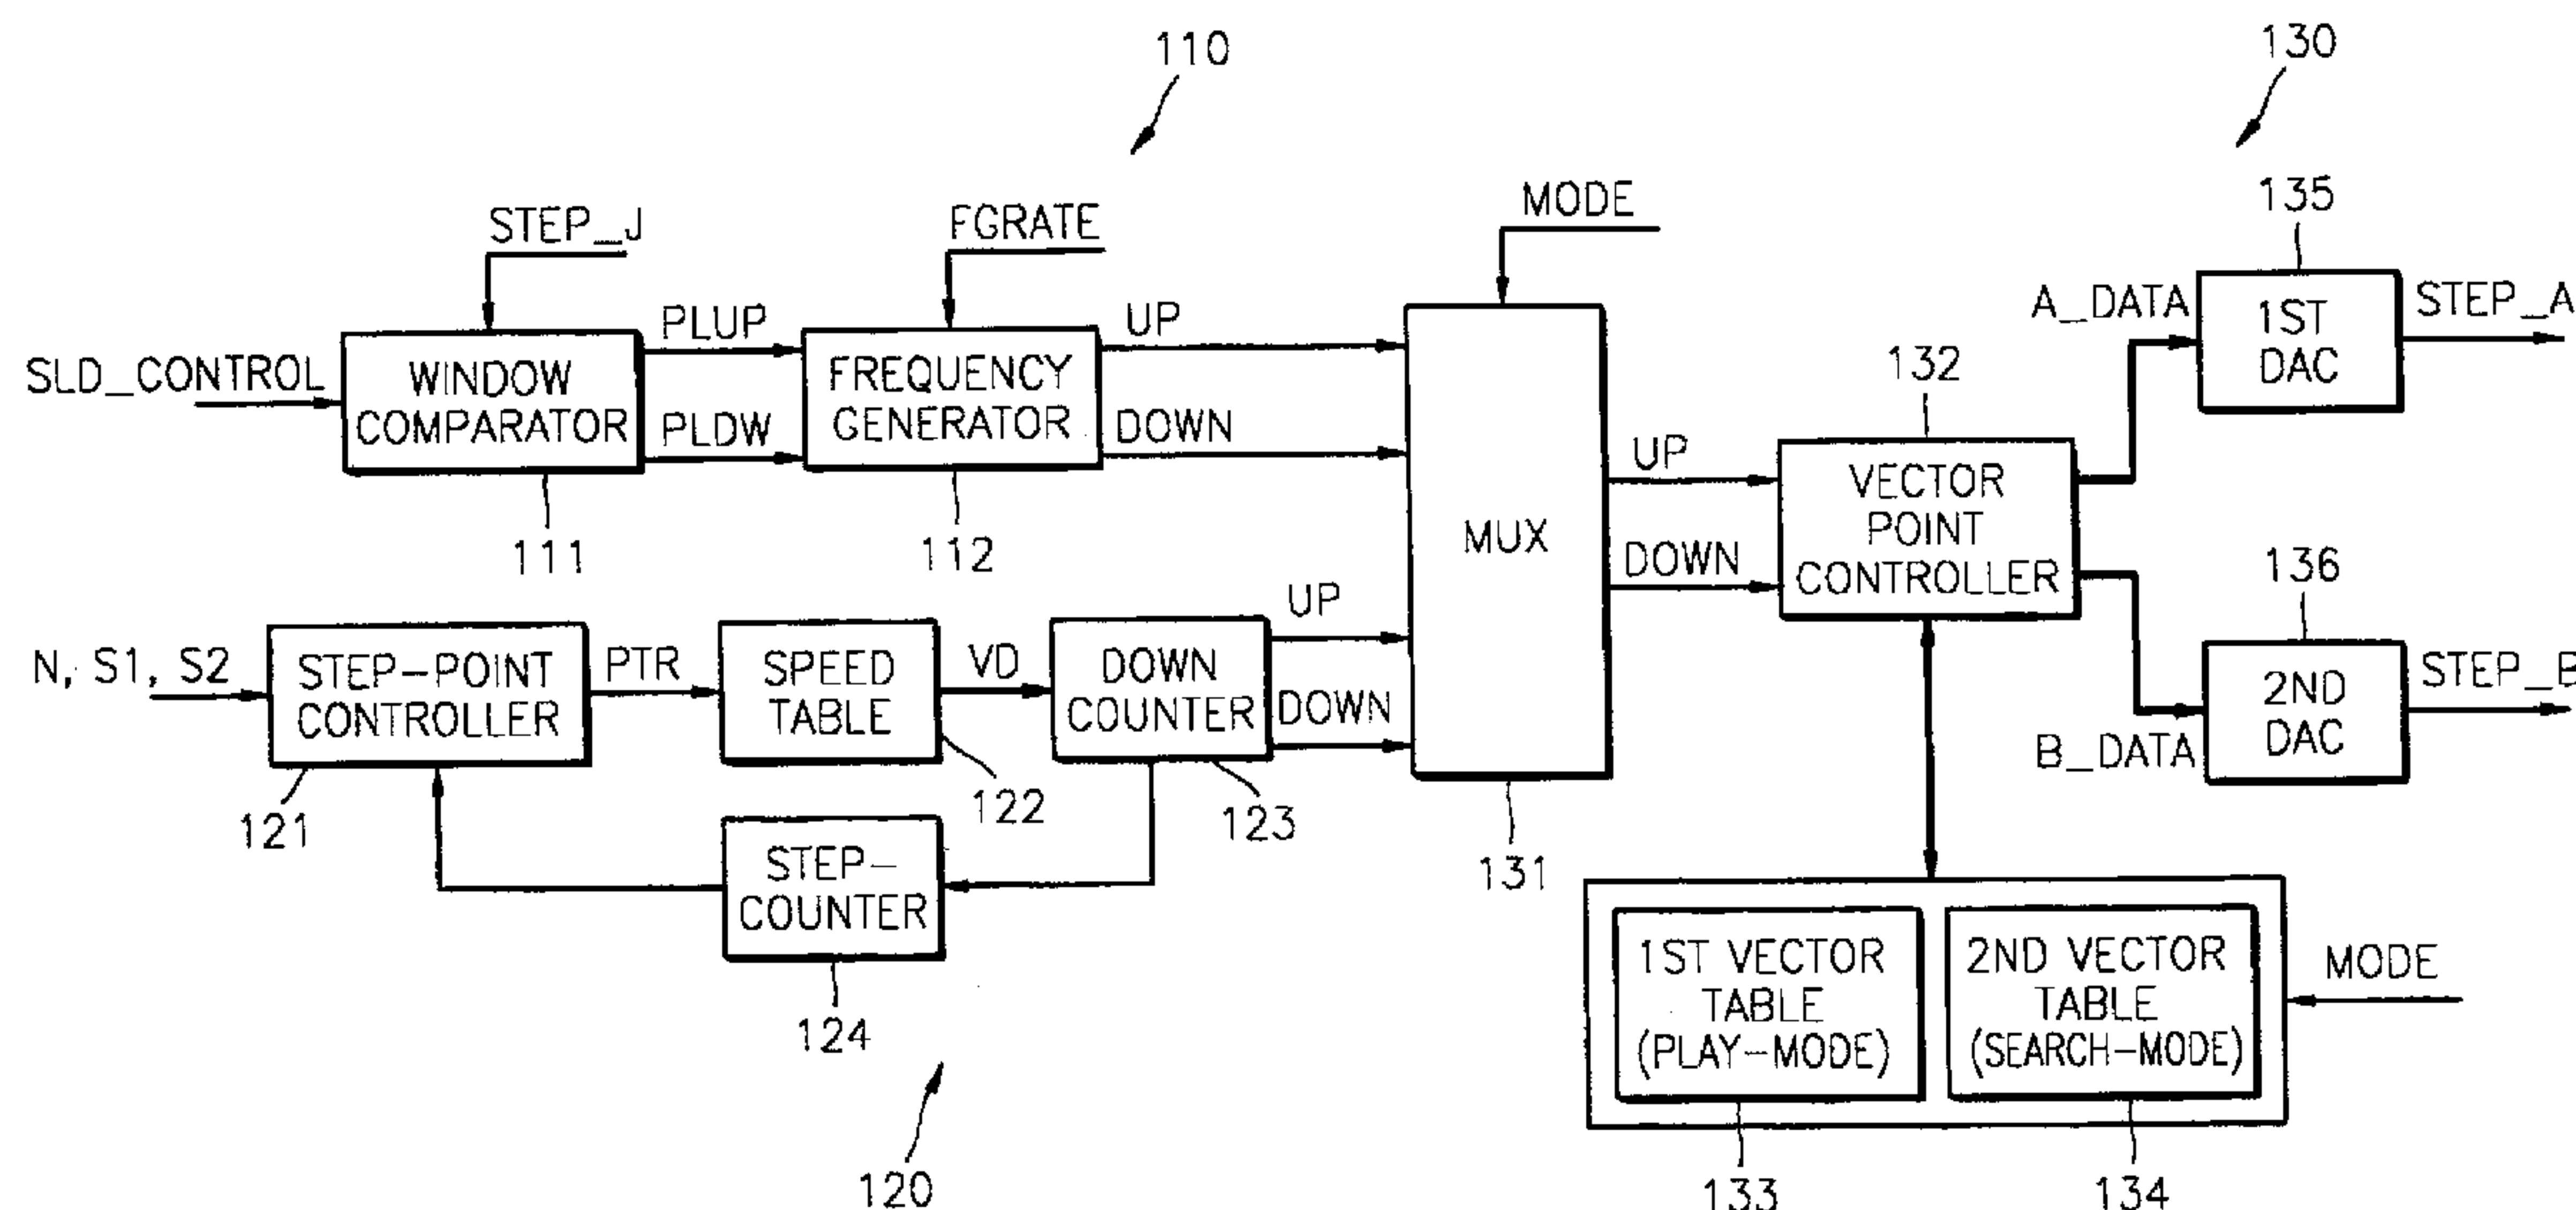 110
130
STEP_J
FGRATE
MODE
135
SLD_CONTROL
WINDOW
COMPARATOR
PLUP
PLDW
FREQUENCY
GENERATOR
UP
DOWN
111
112
MUX
UP
DOWN
132
VECTOR
POINT
CONTROLLER
A_DATA
1ST
DAC
STEP_A
136
B_DATA
2ND
DAC
STEP_B
N, S1, S2
STEP-POINT
CONTROLLER
PTR
SPEED
TABLE
VD
DOWN
COUNTER
UP
DOWN
121
122
123
131
STEP-
COUNTER
124
1ST VECTOR
TABLE
(PLAY-MODE)
2ND VECTOR
TABLE
(SEARCH-MODE)
MODE
120
133
134